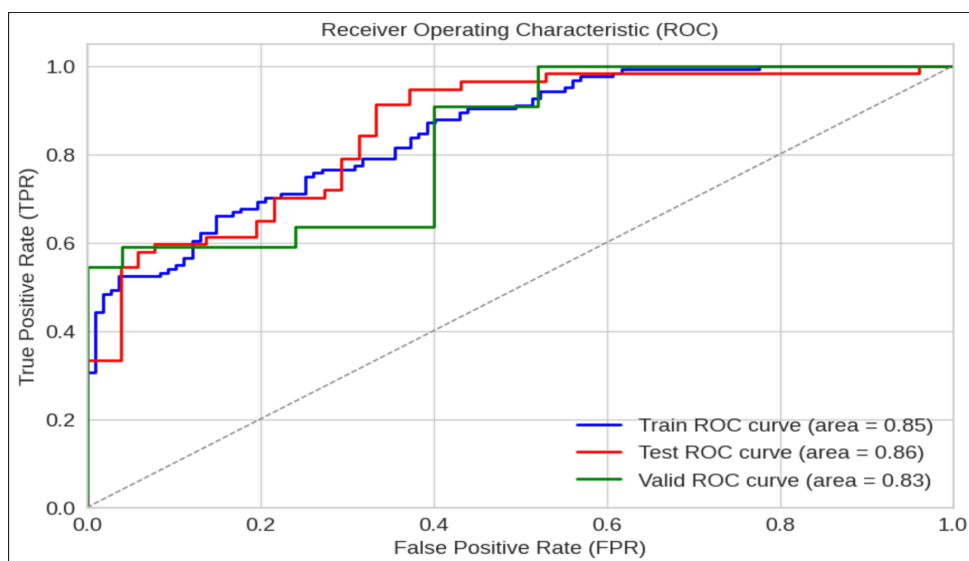 Receiver Operating Characteristic (ROC)
True Positive Rate (TPR)
1.0
0.8
0.6
0.4
0.2
0.0
Train ROC curve (area = 0.85)
Test ROC curve (area = 0.86)
Valid ROC curve (area = 0.83)
0.0 0.2 0.4 0.6 0.8 1.0
False Positive Rate (FPR)